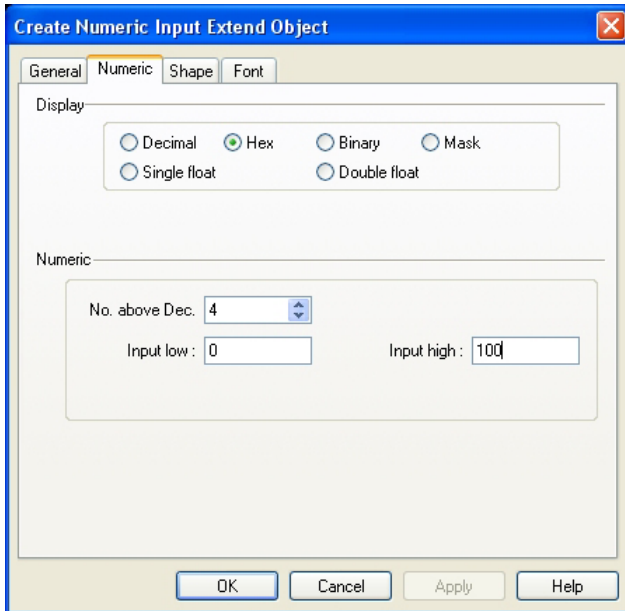 Create Numeric Input Extend Object
General Numeric Shape Font
Display
Decimal Hex Binary Mask
Single float Double float
Numeric
No. above Dec. 4
Input low : 0 Input high : 100
OK Cancel Apply Help